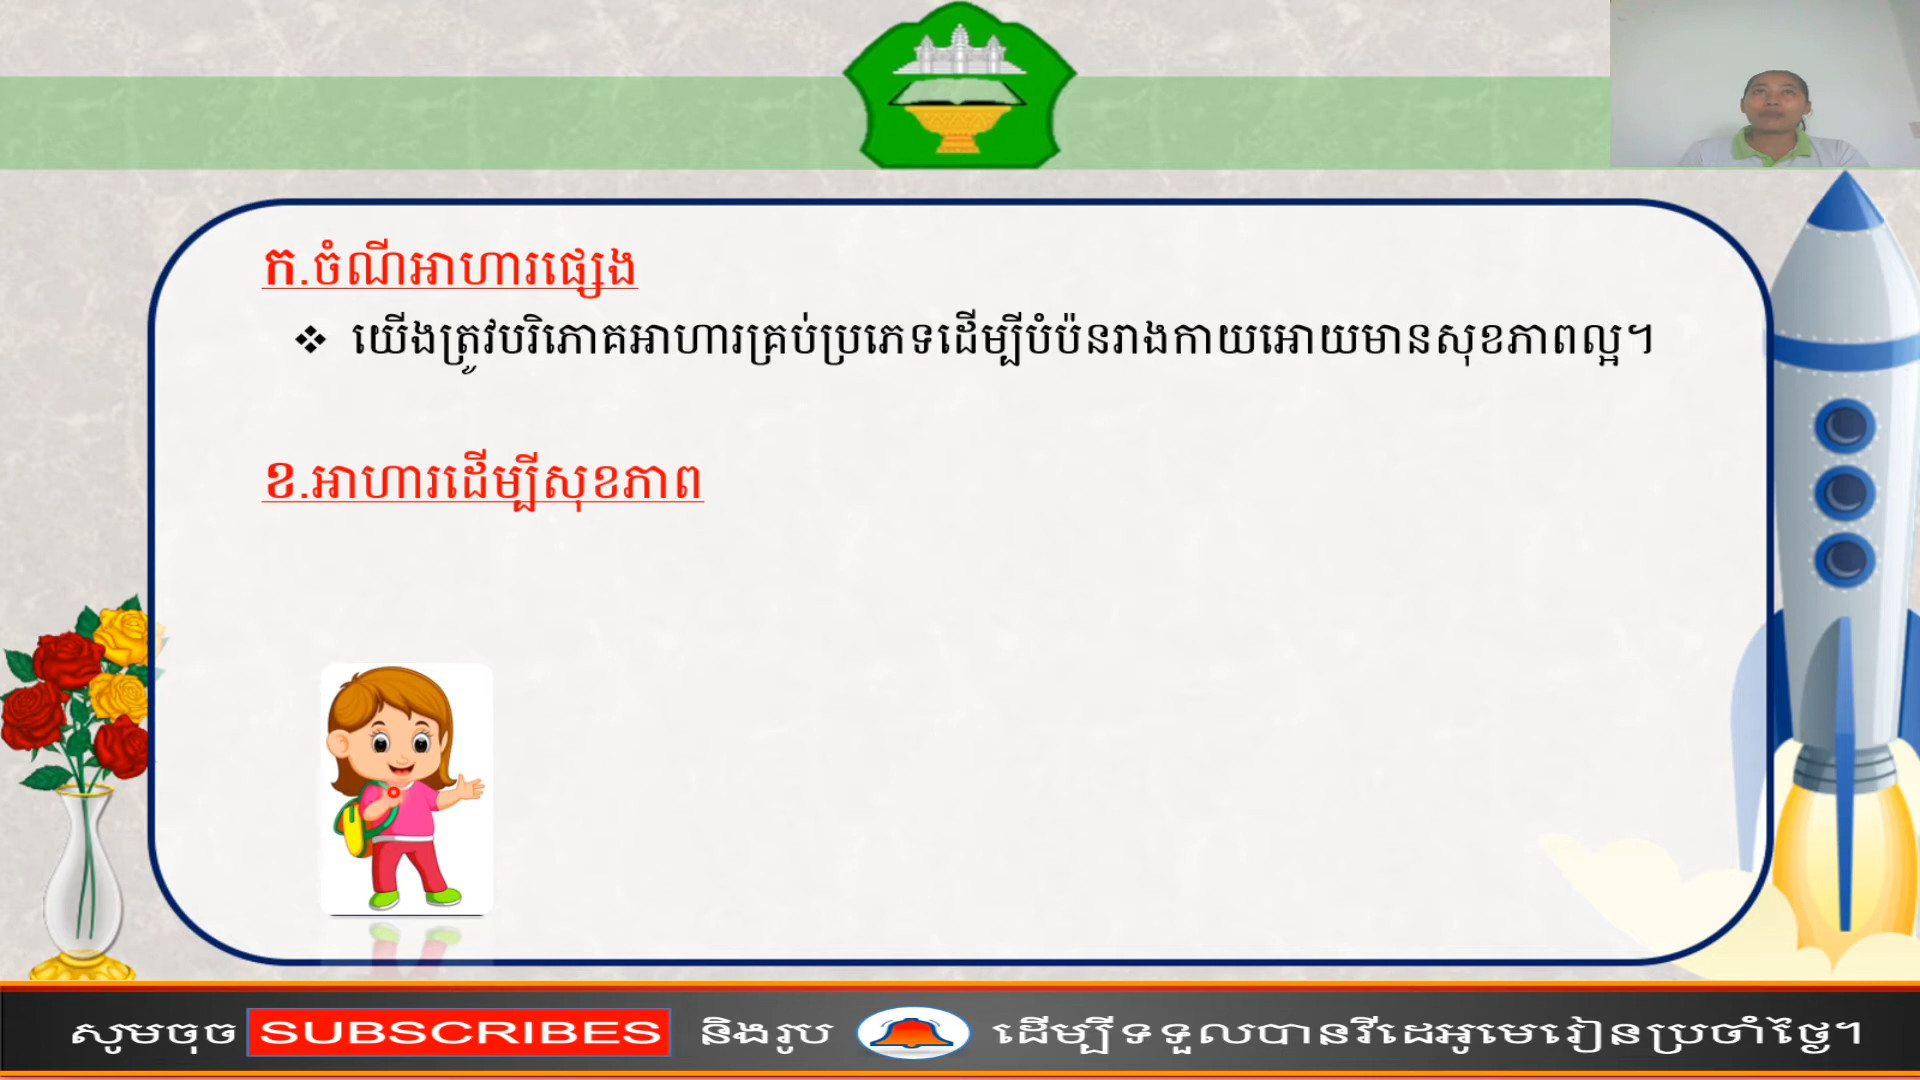 ក.ចំណីអាហារផ្សេង
❖ យើងត្រូវបរិភោគអាហារគ្រប់ប្រភេទដើម្បីបំប៉នរាងកាយអោយមានសុខភាពល្អ។
ខ.អាហារដើម្បីសុខភាព
សូមចុច SUBSCRIBES និងរូប ដើម្បីទទួលបានវីដេអូមេរៀនប្រចាំថ្ងៃ។